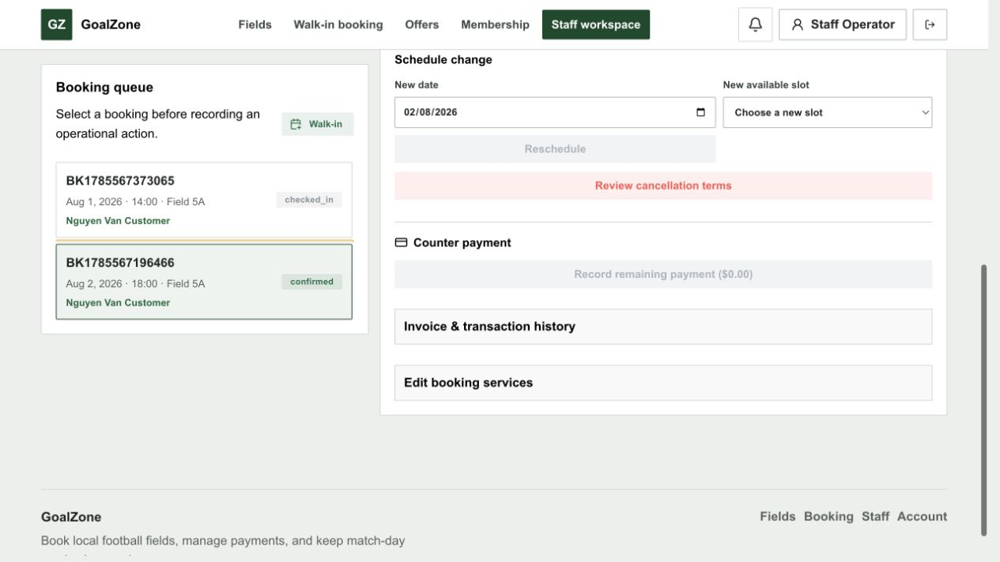 GZ GoalZone Fields Walk-in booking Offers Membership Staff workspace Staff Operator
Booking queue
Select a booking before recording an
operational action.
Walk-in
BK1785567373065
Aug 1, 2026 · 14:00 · Field 5A
checked_in
Nguyen Van Customer
BK1785567196466
Aug 2, 2026 · 18:00 · Field 5A
confirmed
Nguyen Van Customer
Schedule change
New date
02/08/2026
New available slot
Choose a new slot
Reschedule
Review cancellation terms
Counter payment
Record remaining payment ($0.00)
Invoice & transaction history
Edit booking services
GoalZone
Book local football fields, manage payments, and keep match-day
Fields Booking Staff Account